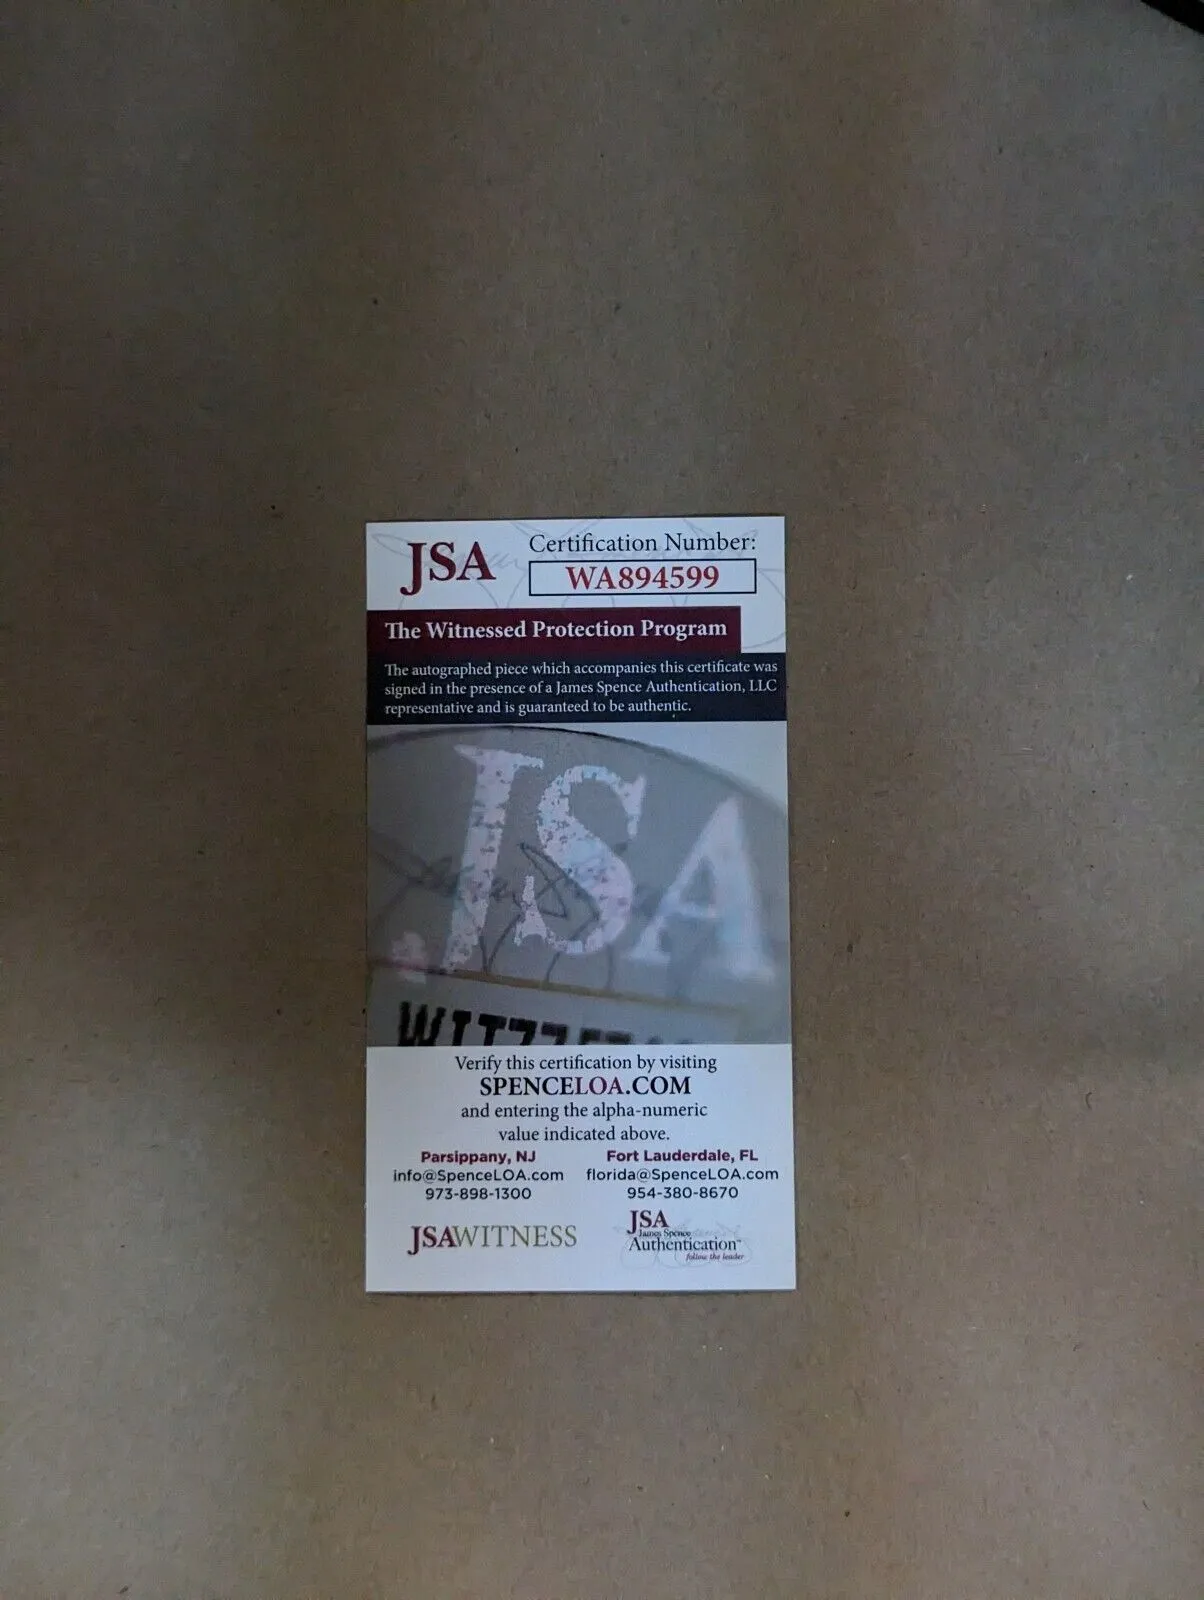 JSA
Certification Number:
WA894599
The Witnessed Protection Program
The autographed piece which accompanies this certificate was
signed in the presence of a James Spence Authentication, LLC
representative and is guaranteed to be authentic.
JSA
Verify this certification by visiting
SPENCELOA.COM
and entering the alpha-numeric
value indicated above.
Parsippany, NJ
info@SpenceLOA.com
973-898-1300
Fort Lauderdale, FL
florida@SpenceLOA.com
954-380-8670
JSAWITNESS
JSA
James Spence
Authentication™
follow the leader